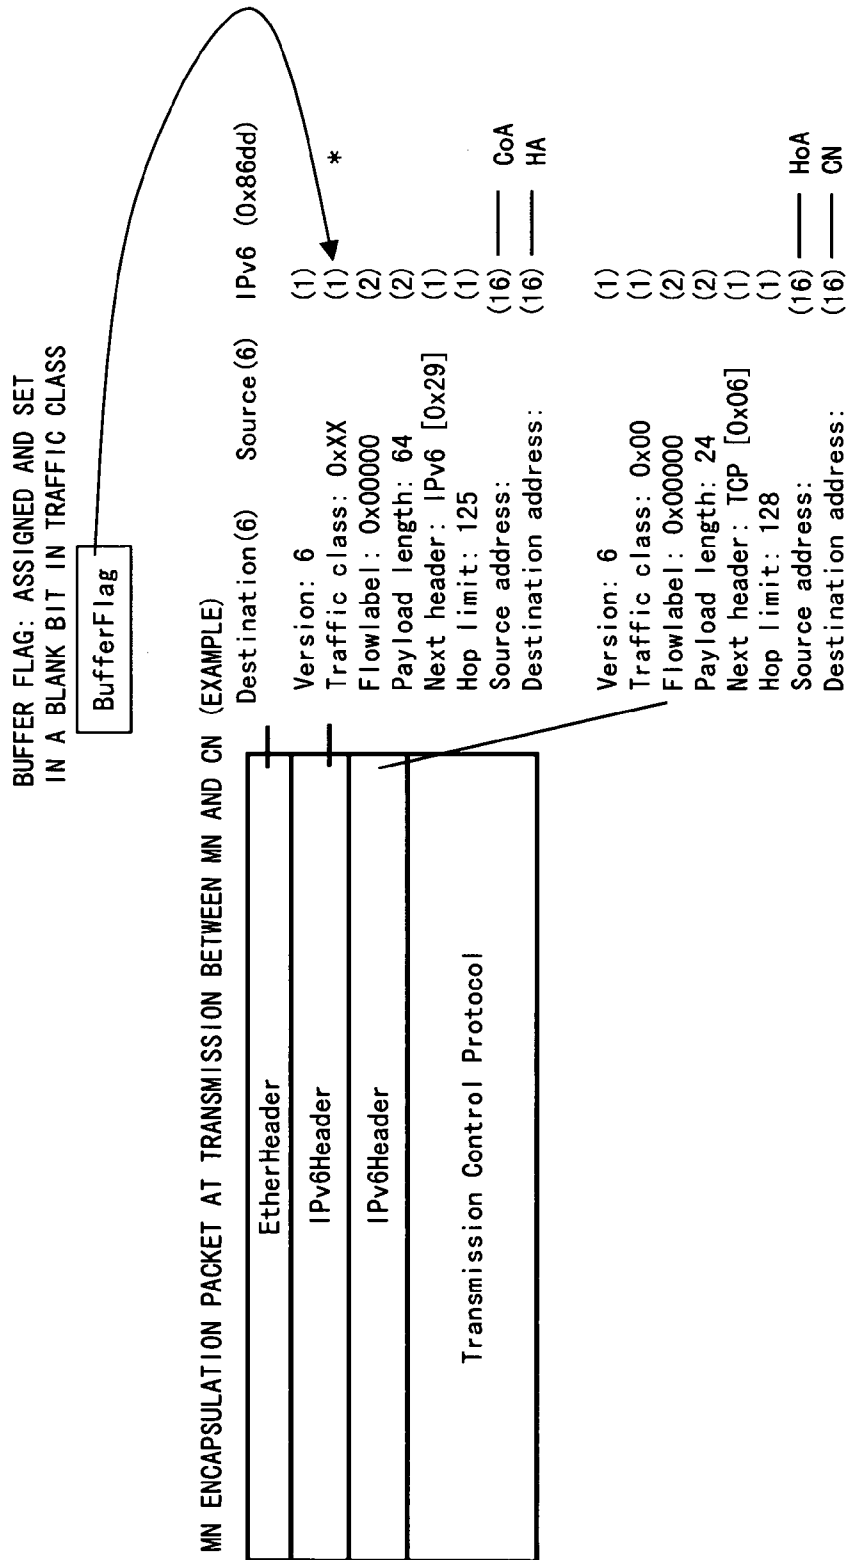 BUFFER FLAG: ASSIGNED AND SET
IN A BLANK BIT IN TRAFFIC CLASS
BufferFlag
MN ENCAPSULATION PACKET AT TRANSMISSION BETWEEN MN AND CN (EXAMPLE)
EtherHeader
IPv6Header
IPv6Header
Transmission Control Protocol
Destination(6) Source(6) IPv6 (0x86dd)
Version: 6 (1)
Traffic class: 0xXX (1) *
Flowlabel: 0x00000 (2)
Payload length: 64 (2)
Next header: IPv6 [0x29] (1)
Hop limit: 125 (1)
Source address: (16) CoA
Destination address: (16) HA
Version: 6 (1)
Traffic class: 0x00 (1)
Flowlabel: 0x00000 (2)
Payload length: 24 (2)
Next header: TCP [0x06] (1)
Hop limit: 128 (1)
Source address: (16) HoA
Destination address: (16) CN